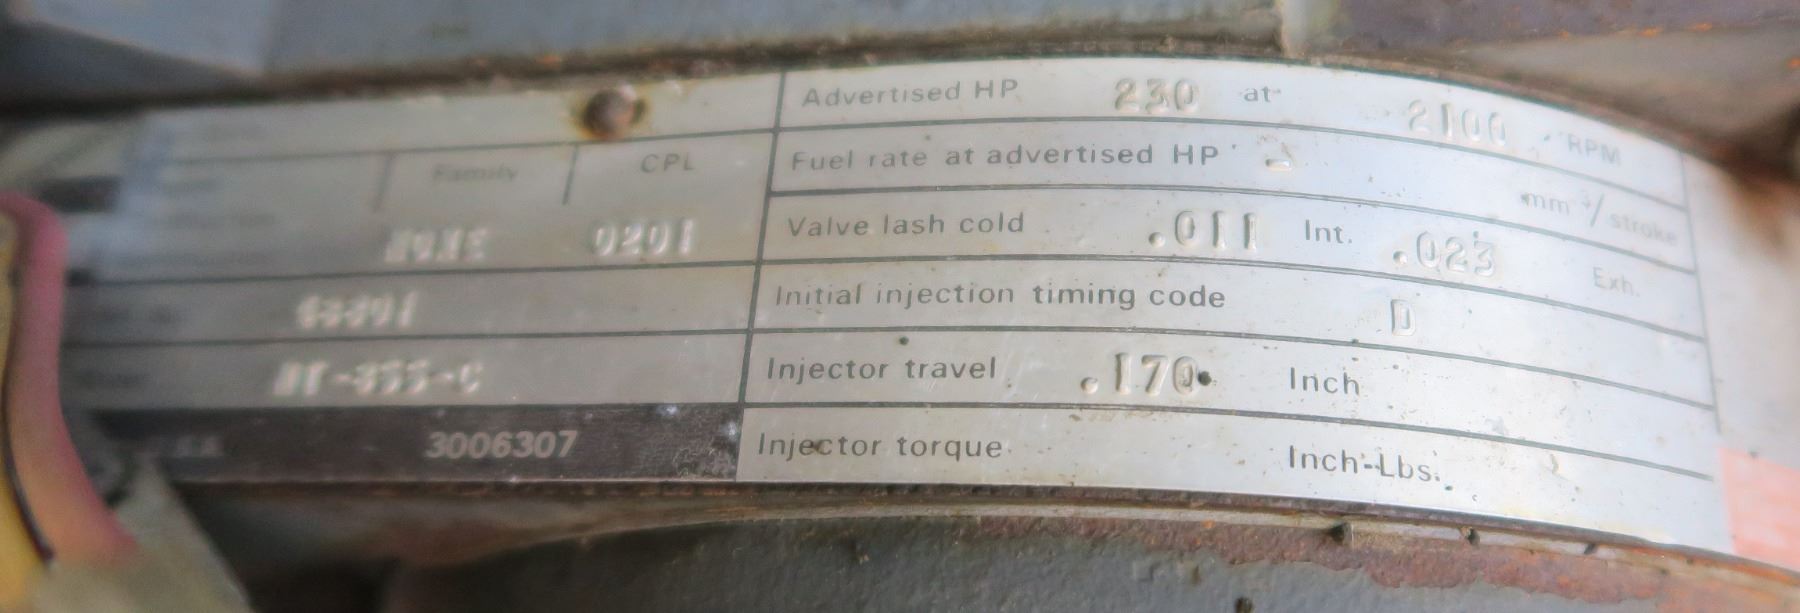 Advertised HP 230 at 2100 RPM
Family CPL Fuel rate at advertised HP - mm³/stroke
NONE 0201 Valve lash cold .011 Int. .023 Exh.
Initial injection timing code D
-C Injector travel .170 Inch
3006307 Injector torque Inch-Lbs.